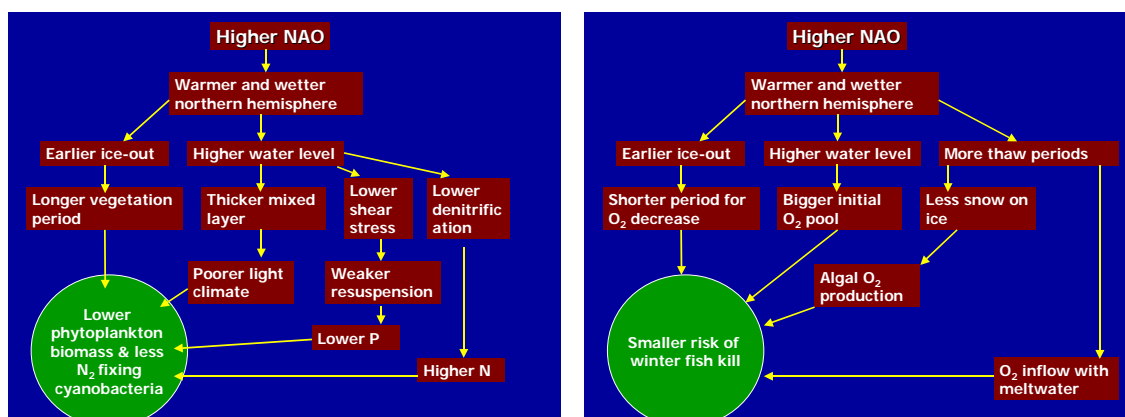 Higher NAO
Warmer and wetter
northern hemisphere
Earlier ice-out
Higher water level
Longer vegetation
period
Thicker mixed
layer
Lower
shear
stress
Lower
denitrific
ation
Poorer light
climate
Weaker
resuspension
Lower P
Higher N
Lower
phytoplankton
biomass & less
N₂ fixing
cyanobacteria
Higher NAO
Warmer and wetter
northern hemisphere
Earlier ice-out
Higher water level
More thaw periods
Shorter period for
O₂ decrease
Bigger initial
O₂ pool
Less snow on
ice
Algal O₂
production
Smaller risk of
winter fish kill
O₂ inflow with
meltwater